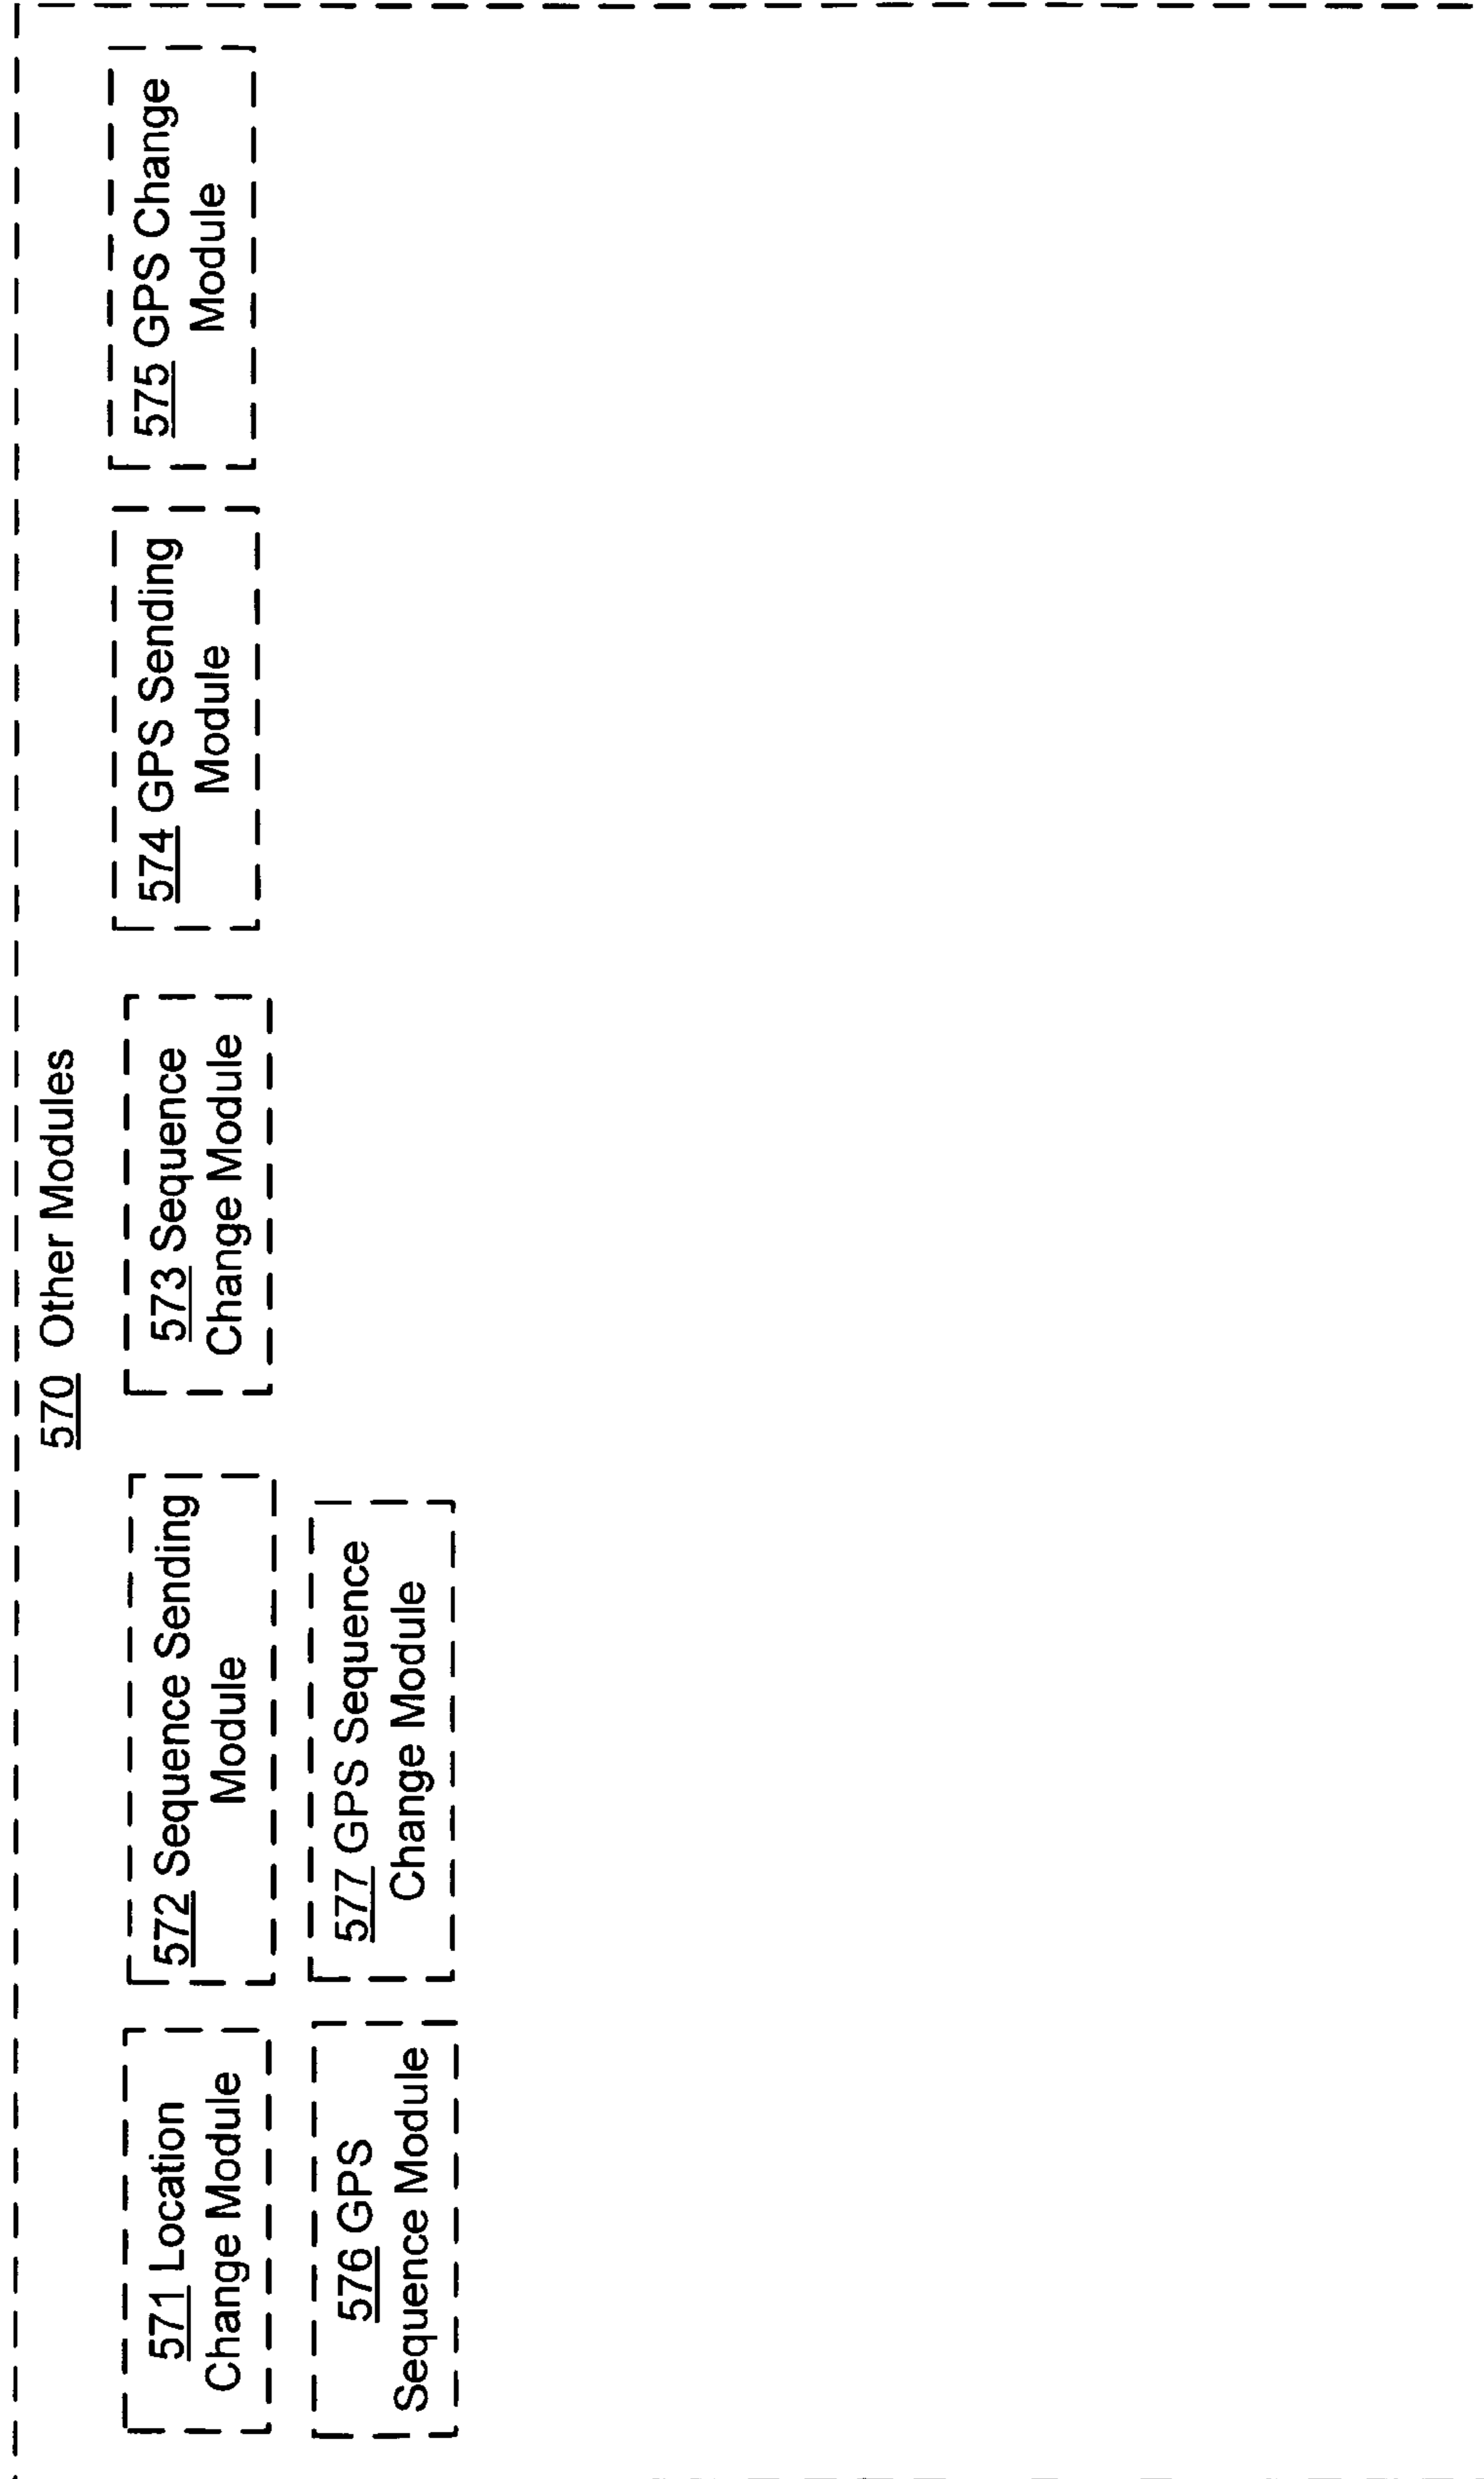 570 Other Modules
571 Location
Change Module
572 Sequence Sending
Module
573 Sequence
Change Module
574 GPS Sending
Module
575 GPS Change
Module
576 GPS
Sequence Module
577 GPS Sequence
Change Module